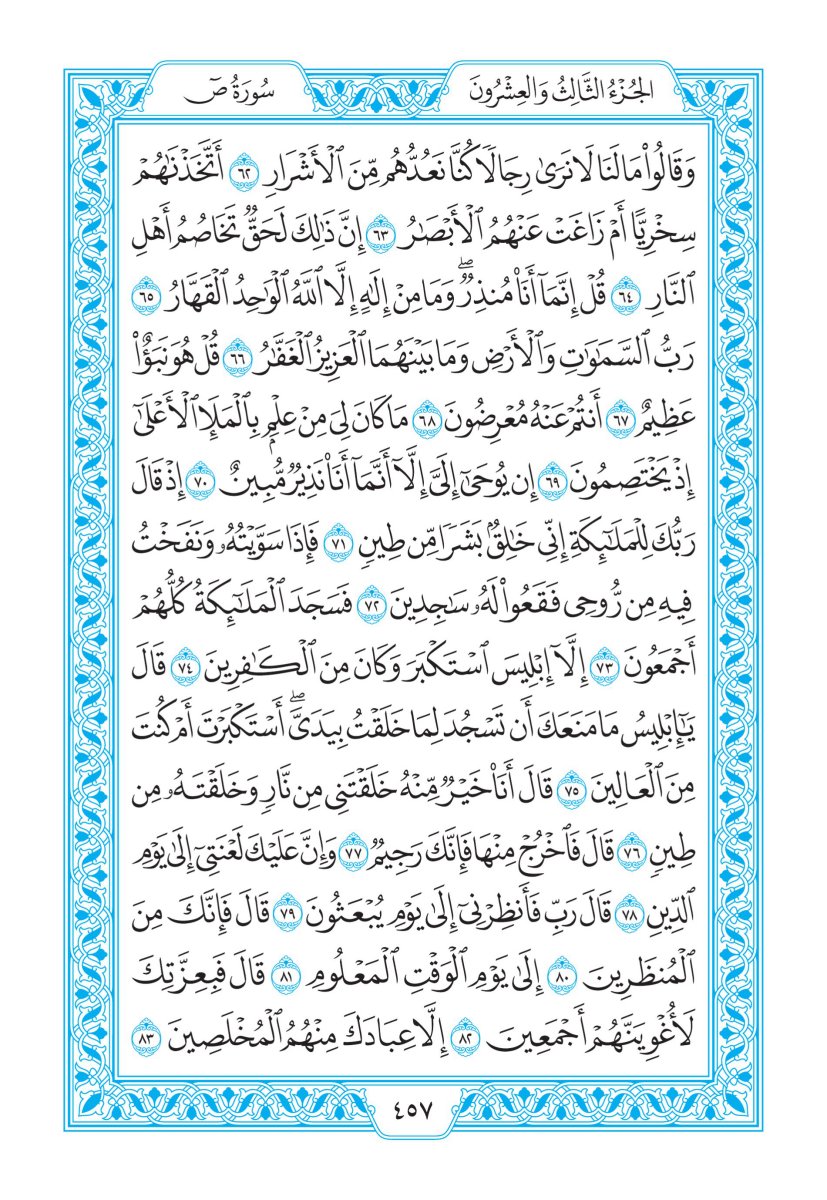 الجُزْءُ الثَّالِثُ وَالعِشْرُونَ
سُورَةُ صٓ
وَقَالُواْ مَا لَنَا لَا نَرَىٰ رِجَالٗا كُنَّا نَعُدُّهُم مِّنَ ٱلۡأَشۡرَارِ ٦٢ أَتَّخَذۡنَٰهُمۡ
سِخۡرِيًّا أَمۡ زَاغَتۡ عَنۡهُمُ ٱلۡأَبۡصَٰرُ ٦٣ إِنَّ ذَٰلِكَ لَحَقّٞ تَخَاصُمُ أَهۡلِ
ٱلنَّارِ ٦٤ قُلۡ إِنَّمَآ أَنَا۠ مُنذِرٞۖ وَمَا مِنۡ إِلَٰهٍ إِلَّا ٱللَّهُ ٱلۡوَٰحِدُ ٱلۡقَهَّارُ ٦٥
رَبُّ ٱلسَّمَٰوَٰتِ وَٱلۡأَرۡضِ وَمَا بَيۡنَهُمَا ٱلۡعَزِيزُ ٱلۡغَفَّٰرُ ٦٦ قُلۡ هُوَ نَبَؤٌاْ
عَظِيمٌ ٦٧ أَنتُمۡ عَنۡهُ مُعۡرِضُونَ ٦٨ مَا كَانَ لِيَ مِنۡ عِلۡمِۭ بِٱلۡمَلَإِ ٱلۡأَعۡلَىٰٓ
إِذۡ يَخۡتَصِمُونَ ٦٩ إِن يُوحَىٰٓ إِلَيَّ إِلَّآ أَنَّمَآ أَنَا۠ نَذِيرٞ مُّبِينٌ ٧٠ إِذۡ قَالَ
رَبُّكَ لِلۡمَلَٰٓئِكَةِ إِنِّي خَٰلِقُۢ بَشَرٗا مِّن طِينٖ ٧١ فَإِذَا سَوَّيۡتُهُۥ وَنَفَخۡتُ
فِيهِ مِن رُّوحِي فَقَعُواْ لَهُۥ سَٰجِدِينَ ٧٢ فَسَجَدَ ٱلۡمَلَٰٓئِكَةُ كُلُّهُمۡ
أَجۡمَعُونَ ٧٣ إِلَّآ إِبۡلِيسَ ٱسۡتَكۡبَرَ وَكَانَ مِنَ ٱلۡكَٰفِرِينَ ٧٤ قَالَ
يَٰٓإِبۡلِيسُ مَا مَنَعَكَ أَن تَسۡجُدَ لِمَا خَلَقۡتُ بِيَدَيَّۖ أَسۡتَكۡبَرۡتَ أَمۡ كُنتَ
مِنَ ٱلۡعَالِينَ ٧٥ قَالَ أَنَا۠ خَيۡرٞ مِّنۡهُ خَلَقۡتَنِي مِن نَّارٖ وَخَلَقۡتَهُۥ مِن
طِينٖ ٧٦ قَالَ فَٱخۡرُجۡ مِنۡهَا فَإِنَّكَ رَجِيمٞ ٧٧ وَإِنَّ عَلَيۡكَ لَعۡنَتِيٓ إِلَىٰ يَوۡمِ
ٱلدِّينِ ٧٨ قَالَ رَبِّ فَأَنظِرۡنِيٓ إِلَىٰ يَوۡمِ يُبۡعَثُونَ ٧٩ قَالَ فَإِنَّكَ مِنَ
ٱلۡمُنظَرِينَ ٨٠ إِلَىٰ يَوۡمِ ٱلۡوَقۡتِ ٱلۡمَعۡلُومِ ٨١ قَالَ فَبِعِزَّتِكَ
لَأُغۡوِيَنَّهُمۡ أَجۡمَعِينَ ٨٢ إِلَّا عِبَادَكَ مِنۡهُمُ ٱلۡمُخۡلَصِينَ ٨٣
٤٥٧